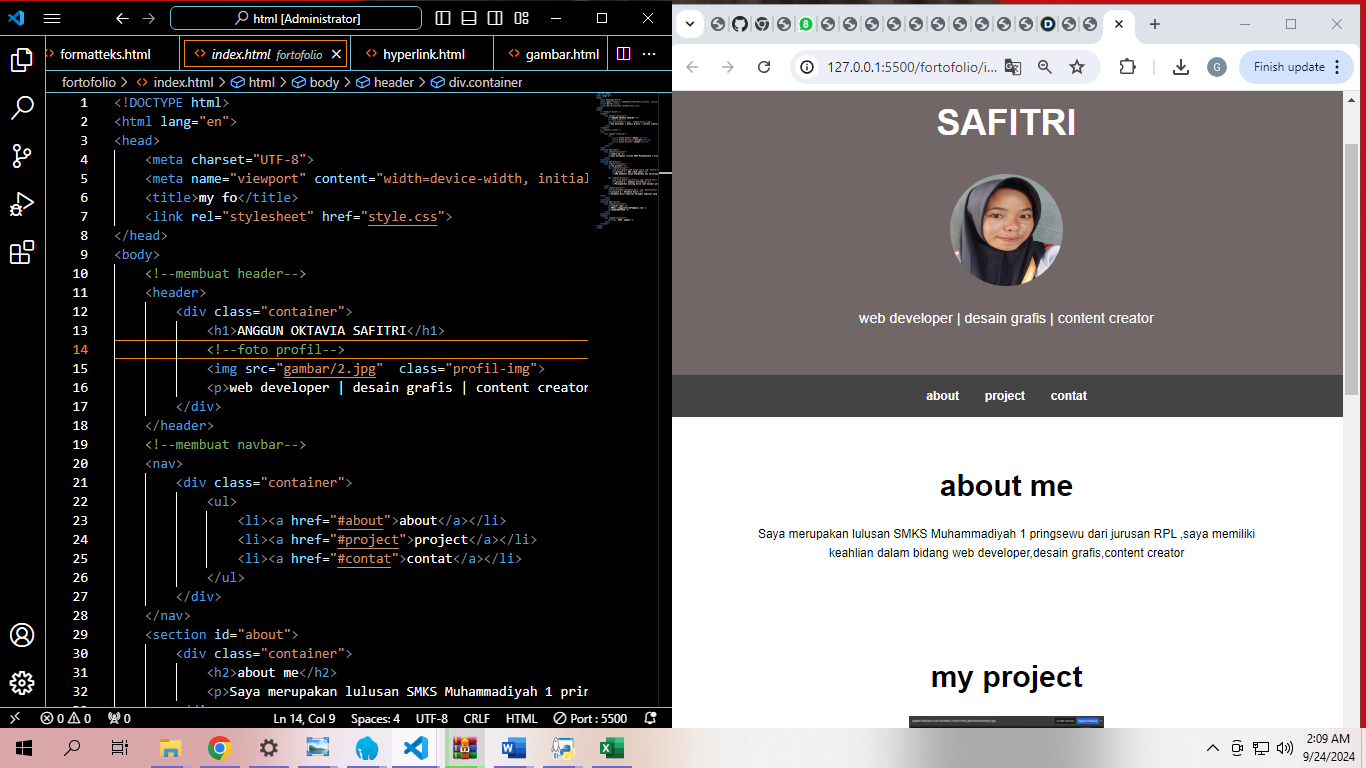 html [Administrator]
formatteks.html
index.html fortofolio
hyperlink.html
gambar.html
fortofolio > index.html > html > body > header > div.container
1 <!DOCTYPE html>
2 <html lang="en">
3 <head>
4 <meta charset="UTF-8">
5 <meta name="viewport" content="width=device-width, initial
6 <title>my fo</title>
7 <link rel="stylesheet" href="style.css">
8 </head>
9 <body>
10 <!--membuat header-->
11 <header>
12 <div class="container">
13 <h1>ANGGUN OKTAVIA SAFITRI</h1>
14 <!--foto profil-->
15 <img src="gambar/2.jpg"  class="profil-img">
16 <p>web developer | desain grafis | content creator
17 </div>
18 </header>
19 <!--membuat navbar-->
20 <nav>
21 <div class="container">
22 <ul>
23 <li><a href="#about">about</a></li>
24 <li><a href="#project">project</a></li>
25 <li><a href="#contat">contat</a></li>
26 </ul>
27 </div>
28 </nav>
29 <section id="about">
30 <div class="container">
31 <h2>about me</h2>
32 <p>Saya merupakan lulusan SMKS Muhammadiyah 1 prin
0 0 0 Ln 14, Col 9 Spaces: 4 UTF-8 CRLF HTML Port : 5500
127.0.0.1:5500/fortofolio/i...
G
Finish update
SAFITRI
web developer | desain grafis | content creator
about project contat
about me
Saya merupakan lulusan SMKS Muhammadiyah 1 pringsewu dari jurusan RPL ,saya memiliki
keahlian dalam bidang web developer,desain grafis,content creator
my project
2:09 AM
9/24/2024